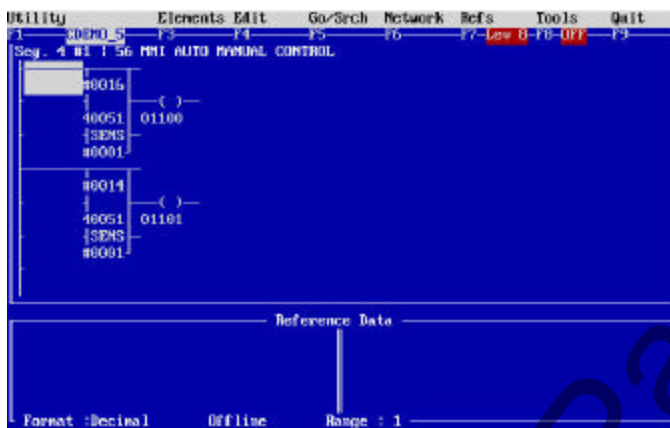 Utility Elements Edit Go/Srch Network Refs Tools Quit
F1 XDEMO_S F3 F4 F5 F6 F7-Lev 8-F8-OFF-F9
Seg. 4 #1 / 56 MMI AUTO MANUAL CONTROL
#0016
( )
40051 01100
SENS
#0001
#0014
( )
40051 01101
SENS
#0001
Reference Data
Format :Decimal Offline Range : 1